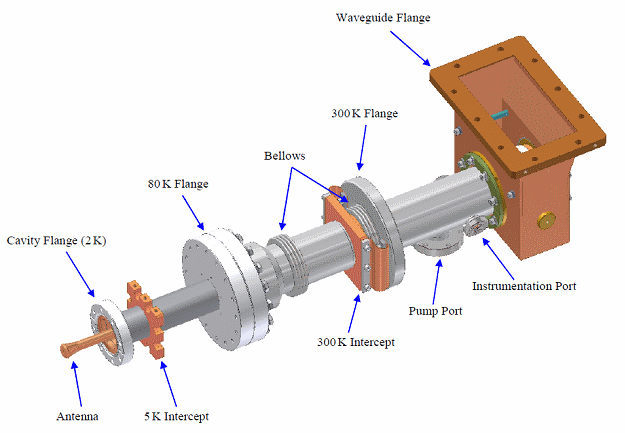 Waveguide Flange
300 K Flange
Bellows
80 K Flange
Cavity Flange (2 K)
Instrumentation Port
Pump Port
300 K Intercept
Antenna
5 K Intercept